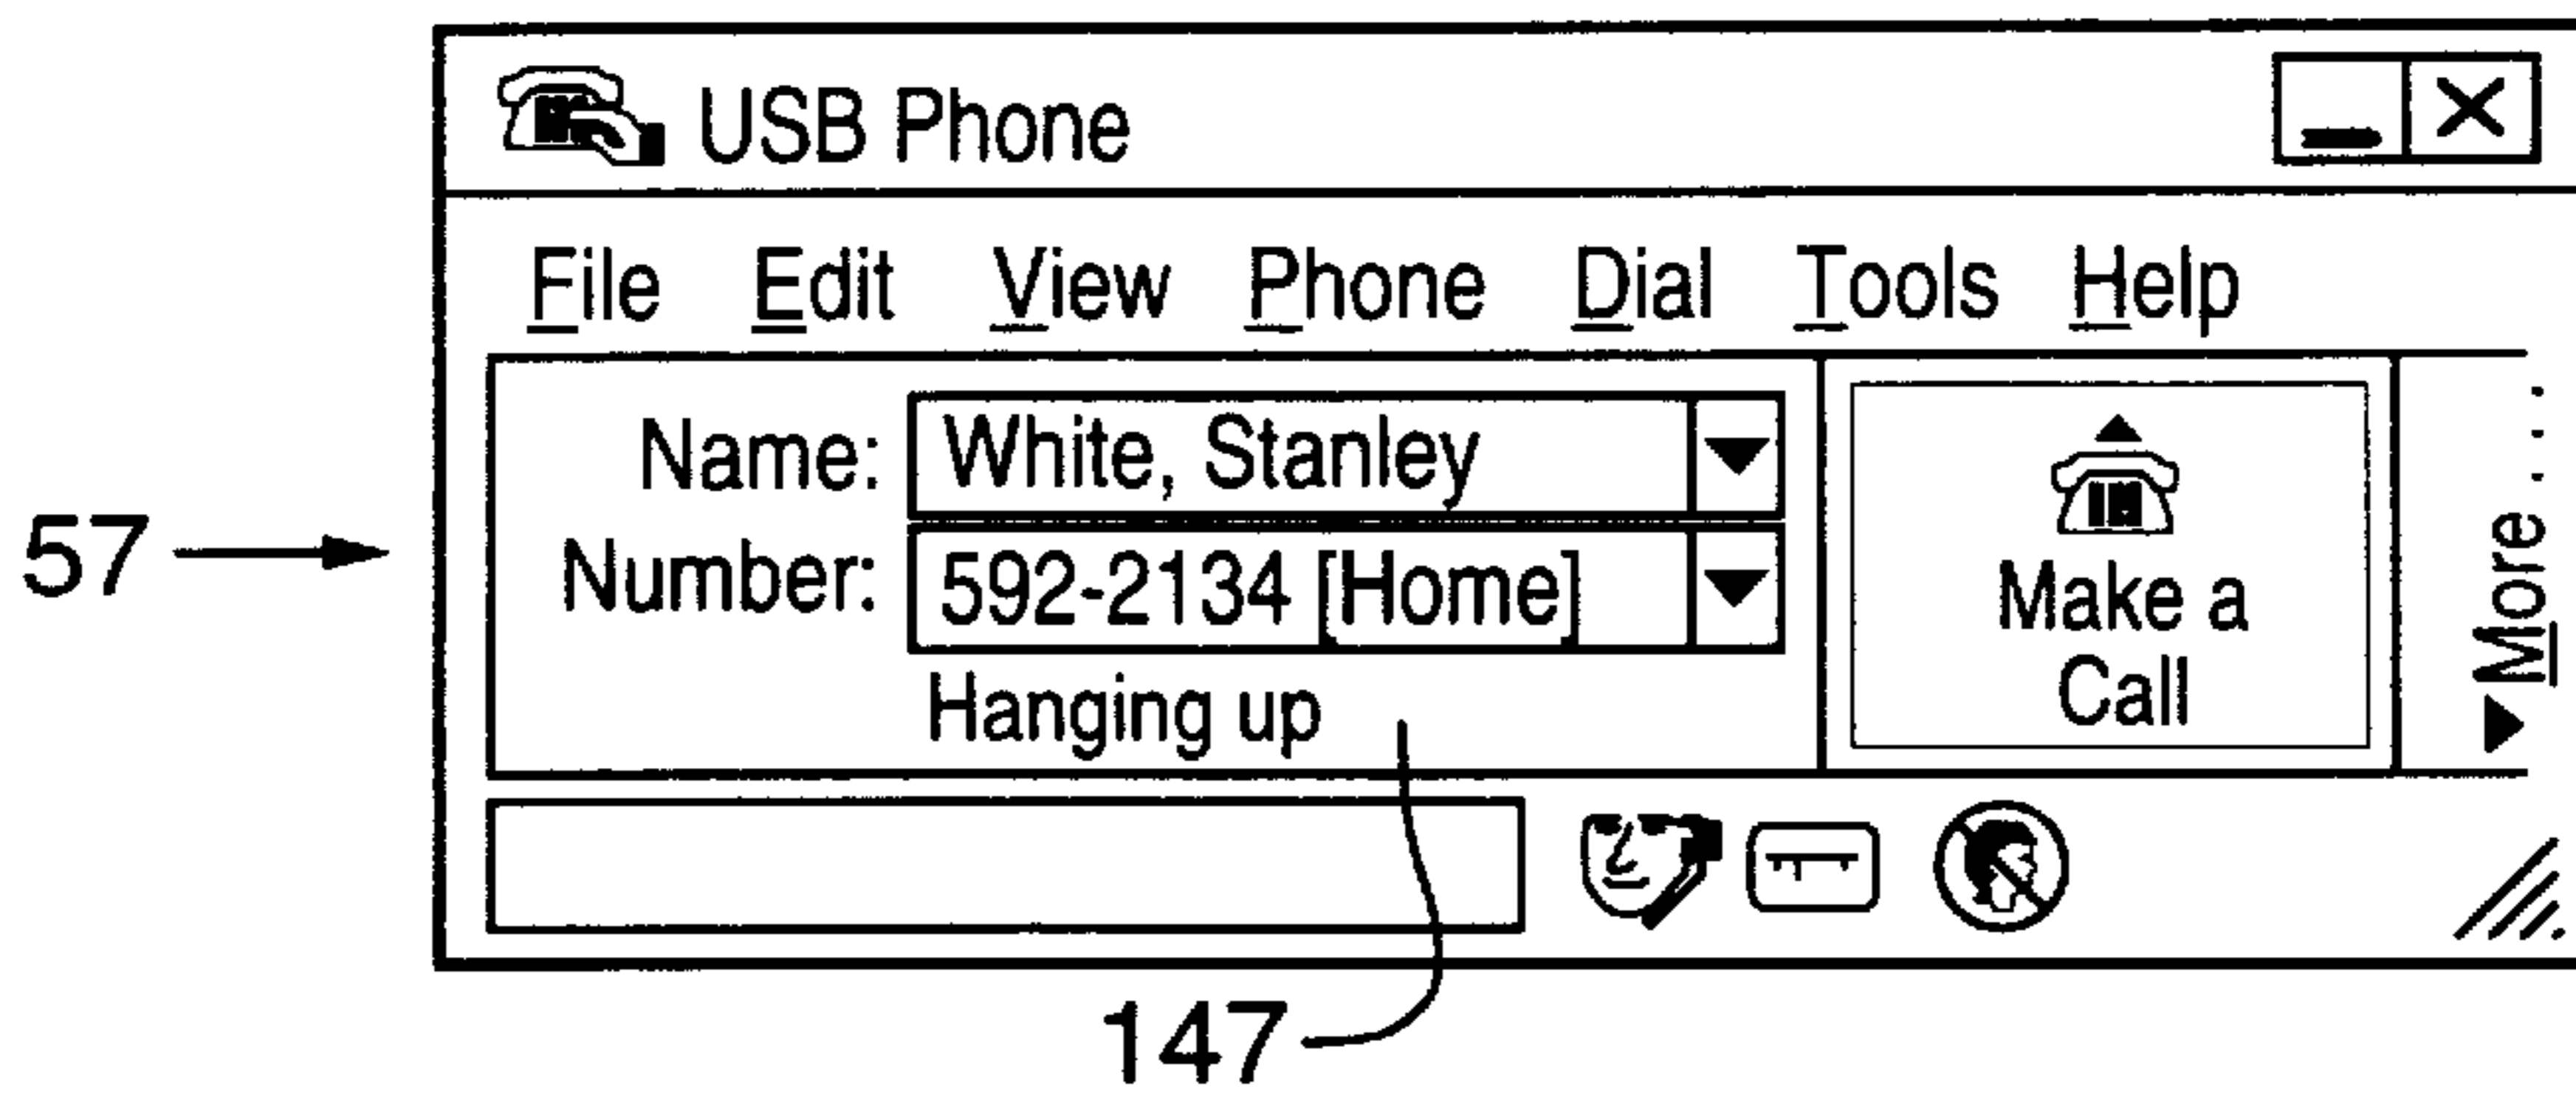 USB Phone
File Edit View Phone Dial Tools Help
Name: White, Stanley
Number: 592-2134 [Home]
Hanging up
Make a
Call
More ....
57
147